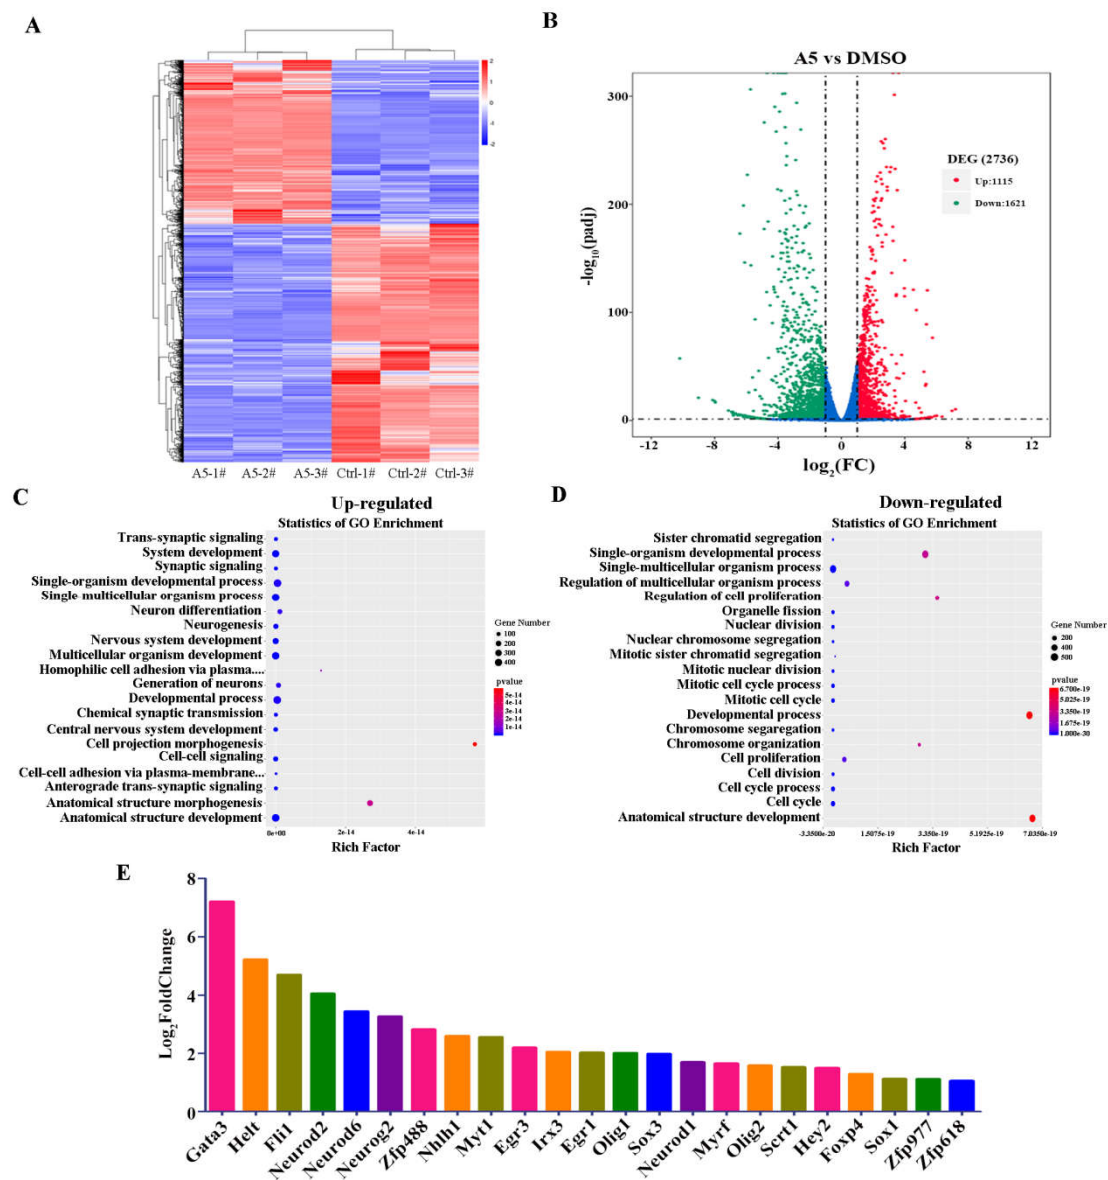 A
2
1
0
-1
-2
A5-1#
A5-2#
A5-3#
Ctrl-1#
Ctrl-2#
Ctrl-3#
B
A5 vs DMSO
-log10(padj)
300
200
100
0
DEG (2736)
Up:1115
Down:1621
-12
-8
-4
0
4
8
12
log2(FC)
C
Up-regulated
Statistics of GO Enrichment
Trans-synaptic signaling
System development
Synaptic signaling
Single-organism developmental process
Single-multicellular organism process
Neuron differentiation
Neurogenesis
Nervous system development
Multicellular organism development
Homophilic cell adhesion via plasma....
Generation of neurons
Developmental process
Chemical synaptic transmission
Central nervous system development
Cell projection morphogenesis
Cell-cell signaling
Cell-cell adhesion via plasma-membrane...
Anterograde trans-synaptic signaling
Anatomical structure morphogenesis
Anatomical structure development
0e+00
2e-14
4e-14
Rich Factor
Gene Number
100
200
300
400
pvalue
5e-14
4e-14
3e-14
2e-14
1e-14
D
Down-regulated
Statistics of GO Enrichment
Sister chromatid segregation
Single-organism developmental process
Single-multicellular organism process
Regulation of multicellular organism process
Regulation of cell proliferation
Organelle fission
Nuclear division
Nuclear chromosome segregation
Mitotic sister chromatid segregation
Mitotic nuclear division
Mitotic cell cycle process
Mitotic cell cycle
Developmental process
Chromosome segaregation
Chromosome organization
Cell proliferation
Cell division
Cell cycle process
Cell cycle
Anatomical structure development
-3.3500e-20
1.5075e-19
3.350e-19
5.1925e-19
7.0350e-19
Rich Factor
Gene Number
200
400
500
pvalue
6.700e-19
5.025e-19
3.350e-19
1.675e-19
1.000e-30
E
Log2FoldChange
8
6
4
2
0
Gata3
Helt
Fli1
Neurod2
Neurod6
Neurog2
Zfp488
Nhlh1
Myt1
Egr3
Irx3
Egr1
Olig1
Sox3
Neurod1
Myrf
Olig2
Scrt1
Hey2
Foxp4
Sox1
Zfp977
Zfp618